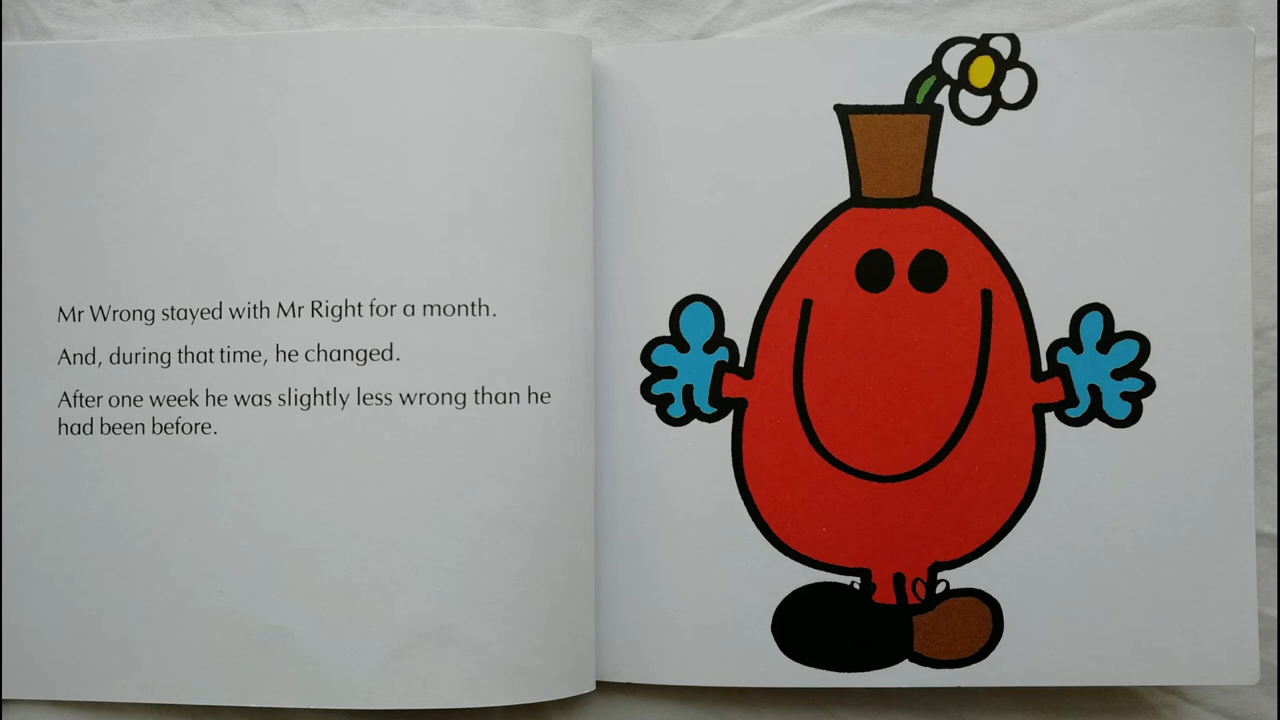 Mr Wrong stayed with Mr Right for a month.
And, during that time, he changed.
After one week he was slightly less wrong than he
had been before.